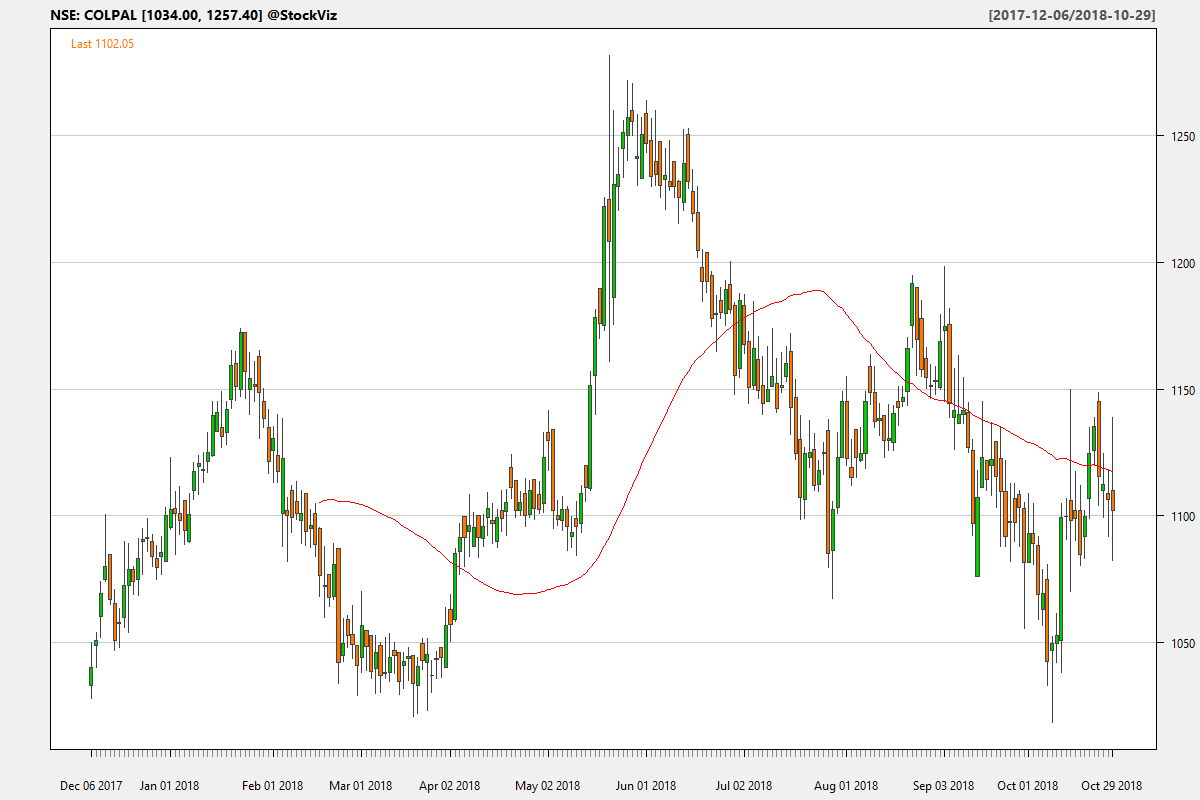 NSE: COLPAL [1034.00, 1257.40] @StockViz
[2017-12-06/2018-10-29]
Last 1102.05
1250
1200
1150
1100
1050
Dec 06 2017 Jan 01 2018 Feb 01 2018 Mar 01 2018 Apr 02 2018 May 02 2018 Jun 01 2018 Jul 02 2018 Aug 01 2018 Sep 03 2018 Oct 01 2018 Oct 29 2018